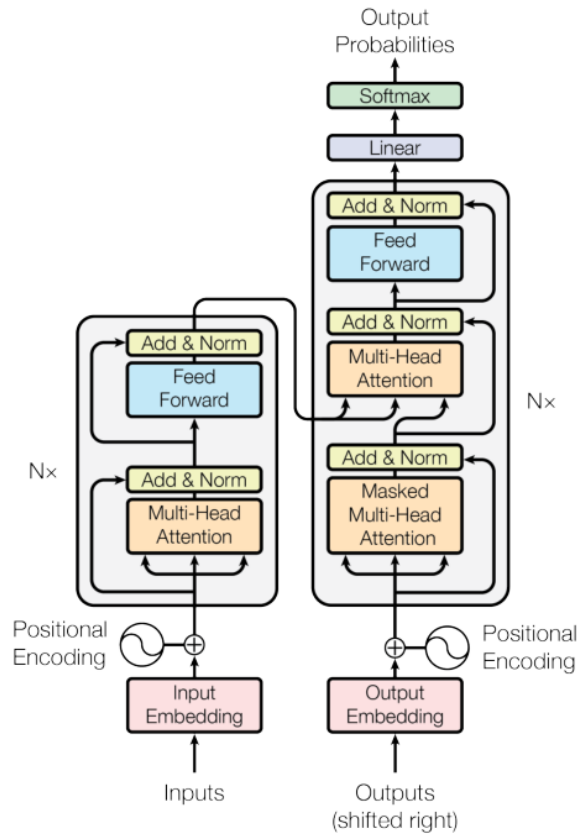 Output
Probabilities
Softmax
Linear
Add & Norm
Feed
Forward
Add & Norm
Multi-Head
Attention
Add & Norm
Masked
Multi-Head
Attention
N×
Add & Norm
Feed
Forward
Add & Norm
Multi-Head
Attention
N×
Positional
Encoding
Positional
Encoding
Input
Embedding
Output
Embedding
Inputs
Outputs
(shifted right)